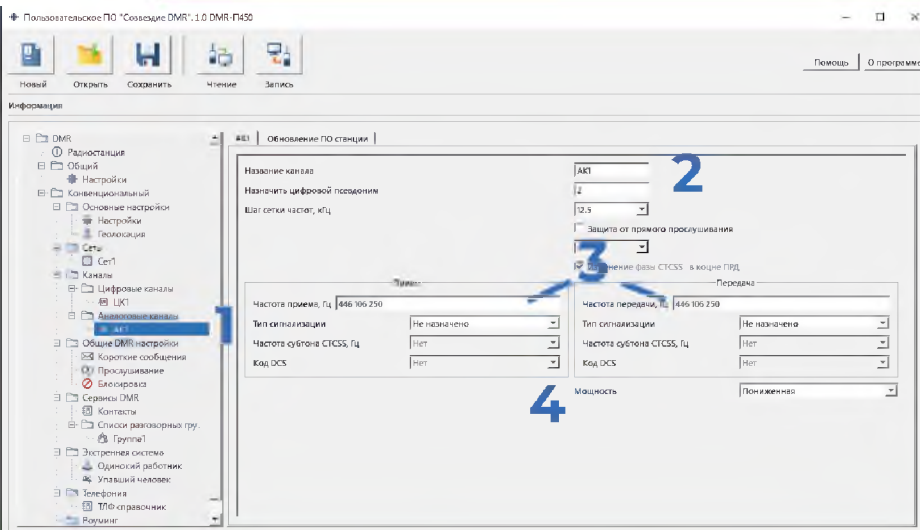 Пользовательское ПО "Созвездие DMR". 1.0 DMR-П450
Новый Открыть Сохранить Чтение Запись
Помощь О программе
Информация
DMR
Радиостанция
Общий
Настройки
Конвенциональный
Основные настройки
Настройки
Геолокация
Сеты
Сет1
Каналы
Цифровые каналы
ЦК1
Аналоговые каналы
АК1
Общие DMR настройки
Короткие сообщения
Прослушивание
Блокировка
Сервисы DMR
Контакты
Списки разговорных гру
Группа1
Экстренная система
Одинокий работник
Упавший человек
Телефония
ТЛФ справочник
Роуминг
1
АК1 Обновление ПО станции
Название канала АК1
2
Назначить цифровой псевдоним 2
Шаг сетки частот, кГц 12.5
Защита от прямого прослушивания
3
Изменение фазы CTCSS в конце ПРД
Прием
Частота приема, Гц 446 106 250
Тип сигнализации Не назначено
Частота субтона CTCSS, Гц Нет
Код DCS Нет
Передача
Частота передачи, Гц 446 106 250
Тип сигнализации Не назначено
Частота субтона CTCSS, Гц Нет
Код DCS Нет
4
Мощность Пониженная